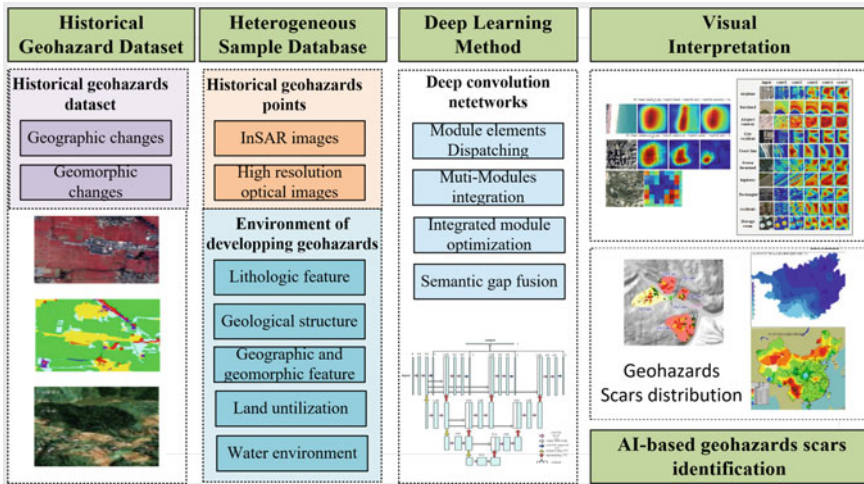 Historical
Geohazard Dataset
Historical geohazards
dataset
Geographic changes
Geomorphic
changes
Heterogeneous
Sample Database
Historical geohazards
points
InSAR images
High resolution
optical images
Environment of
developping geohazards
Lithologic feature
Geological structure
Geographic and
geomorphic feature
Land untilization
Water environment
Deep Learning
Method
Deep convolution
netetworks
Module elements
Dispatching
Muti-Modules
integration
Integrated module
optimization
Semantic gap fusion
Visual
Interpretation
Geohazards
Scars distribution
AI-based geohazards scars
identification